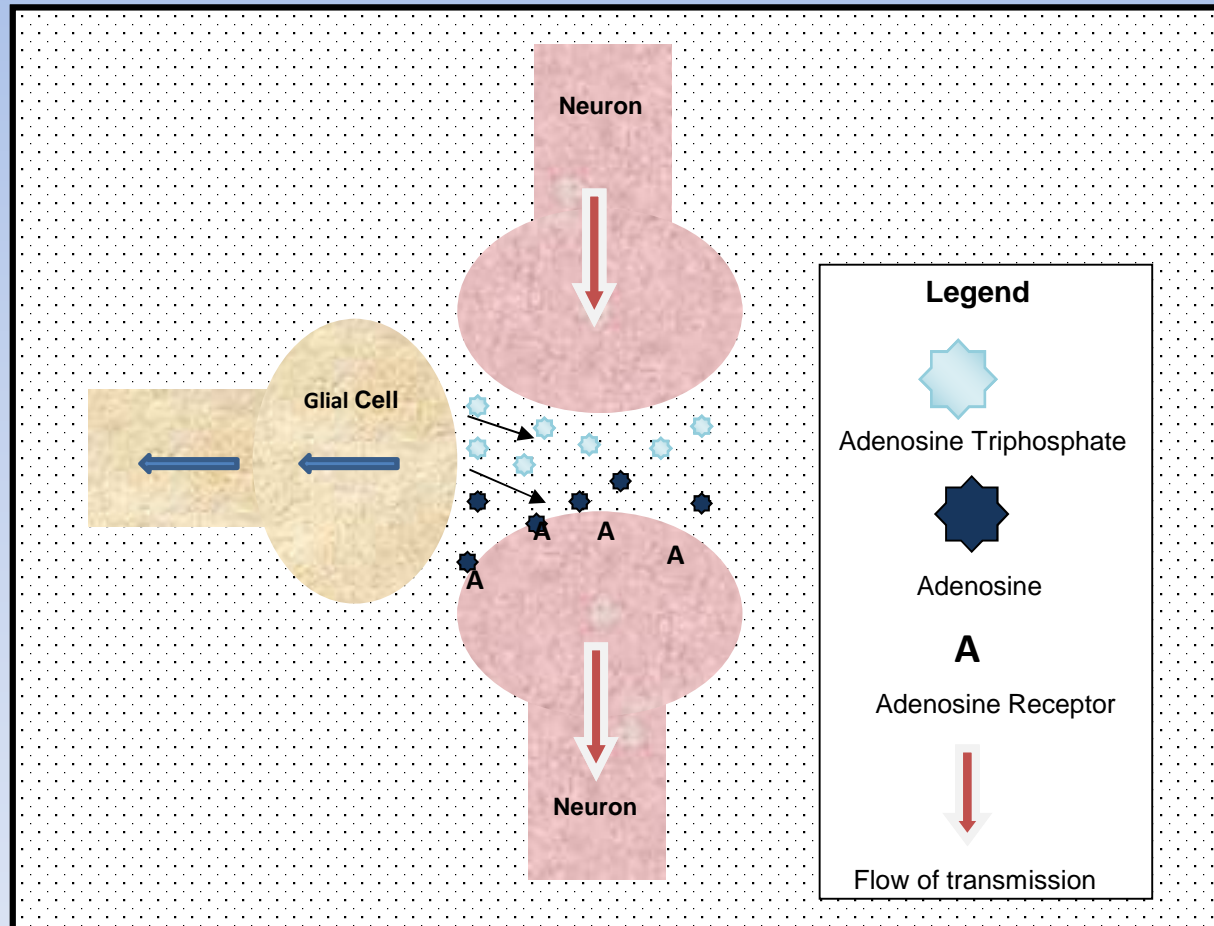 Neuron
Glial Cell
A
A
A
A
Neuron
Legend
Adenosine Triphosphate
Adenosine
A
Adenosine Receptor
Flow of transmission